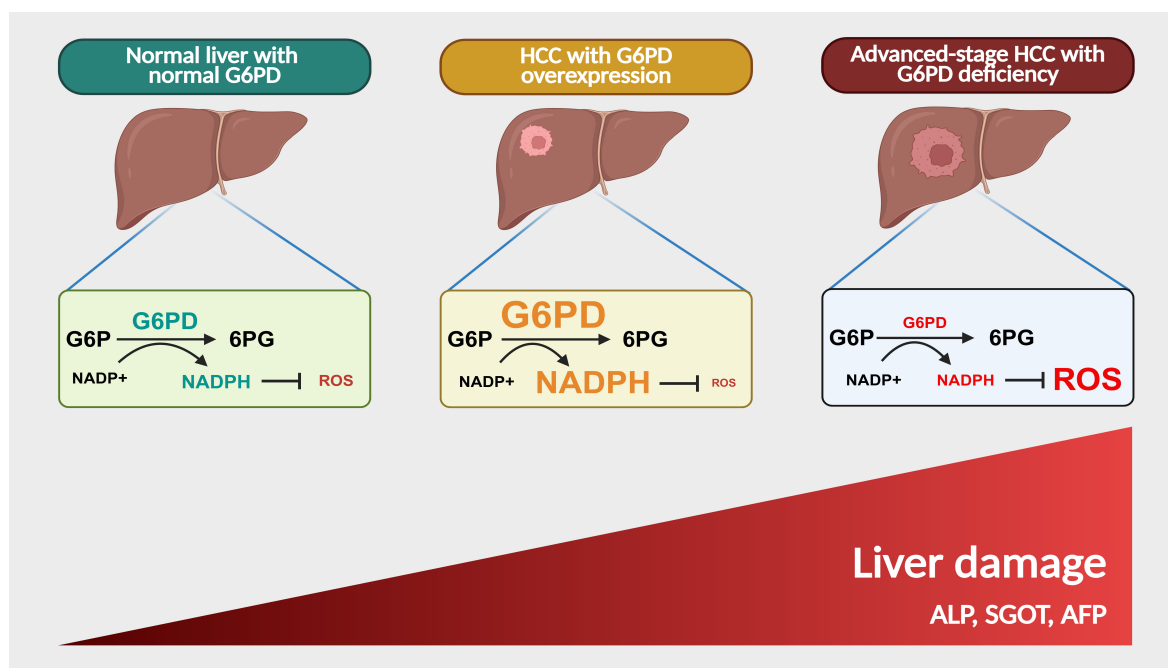 Normal liver with
normal G6PD
HCC with G6PD
overexpression
Advanced-stage HCC with
G6PD deficiency
G6PD
G6P
6PG
NADP+
NADPH
ROS
G6PD
G6P
6PG
NADP+
NADPH
ROS
G6PD
G6P
6PG
NADP+
NADPH
ROS
Liver damage
ALP, SGOT, AFP